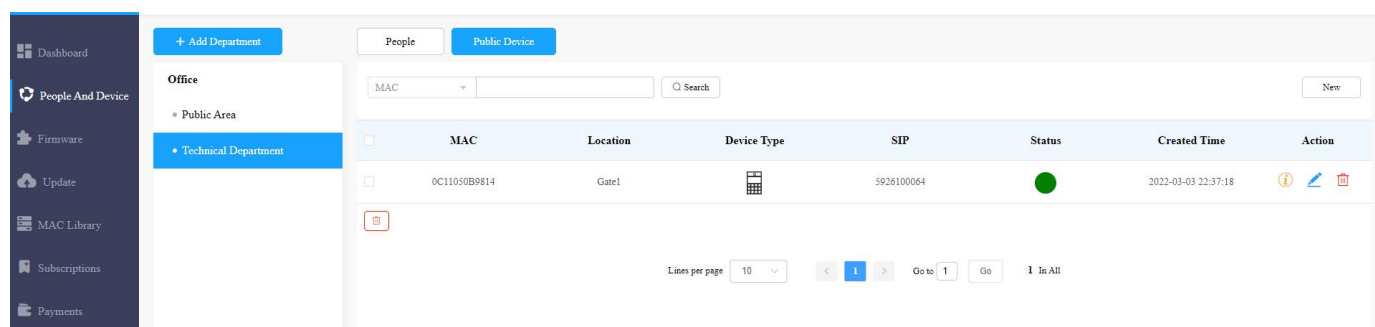 Dashboard
People And Device
Firmware
Update
MAC Library
Subscriptions
Payments
+ Add Department
Office
Public Area
Technical Department
People Public Device
MAC Search New
MAC Location Device Type SIP Status Created Time Action
0C11050B9814 Gate1 5926100064 2022-03-03 22:37:18
Lines per page 10 < 1 > Go to 1 Go 1 In All